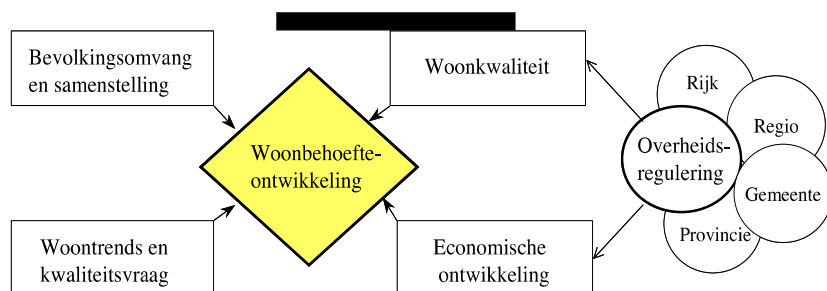 Bevolkingsomvang
en samenstelling
Woonkwaliteit
Rijk
Regio
Woonbehoefte-
ontwikkeling
Overheids-
regulering
Gemeente
Provincie
Woontrends en
kwaliteitsvraag
Economische
ontwikkeling